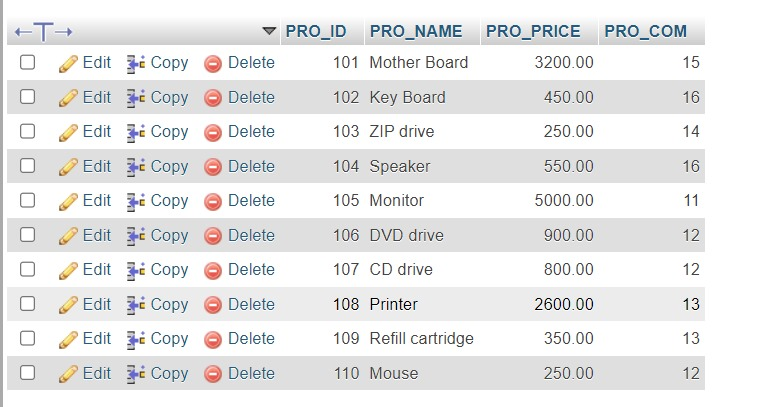 PRO_ID PRO_NAME PRO_PRICE PRO_COM
Edit Copy Delete 101 Mother Board 3200.00 15
Edit Copy Delete 102 Key Board 450.00 16
Edit Copy Delete 103 ZIP drive 250.00 14
Edit Copy Delete 104 Speaker 550.00 16
Edit Copy Delete 105 Monitor 5000.00 11
Edit Copy Delete 106 DVD drive 900.00 12
Edit Copy Delete 107 CD drive 800.00 12
Edit Copy Delete 108 Printer 2600.00 13
Edit Copy Delete 109 Refill cartridge 350.00 13
Edit Copy Delete 110 Mouse 250.00 12